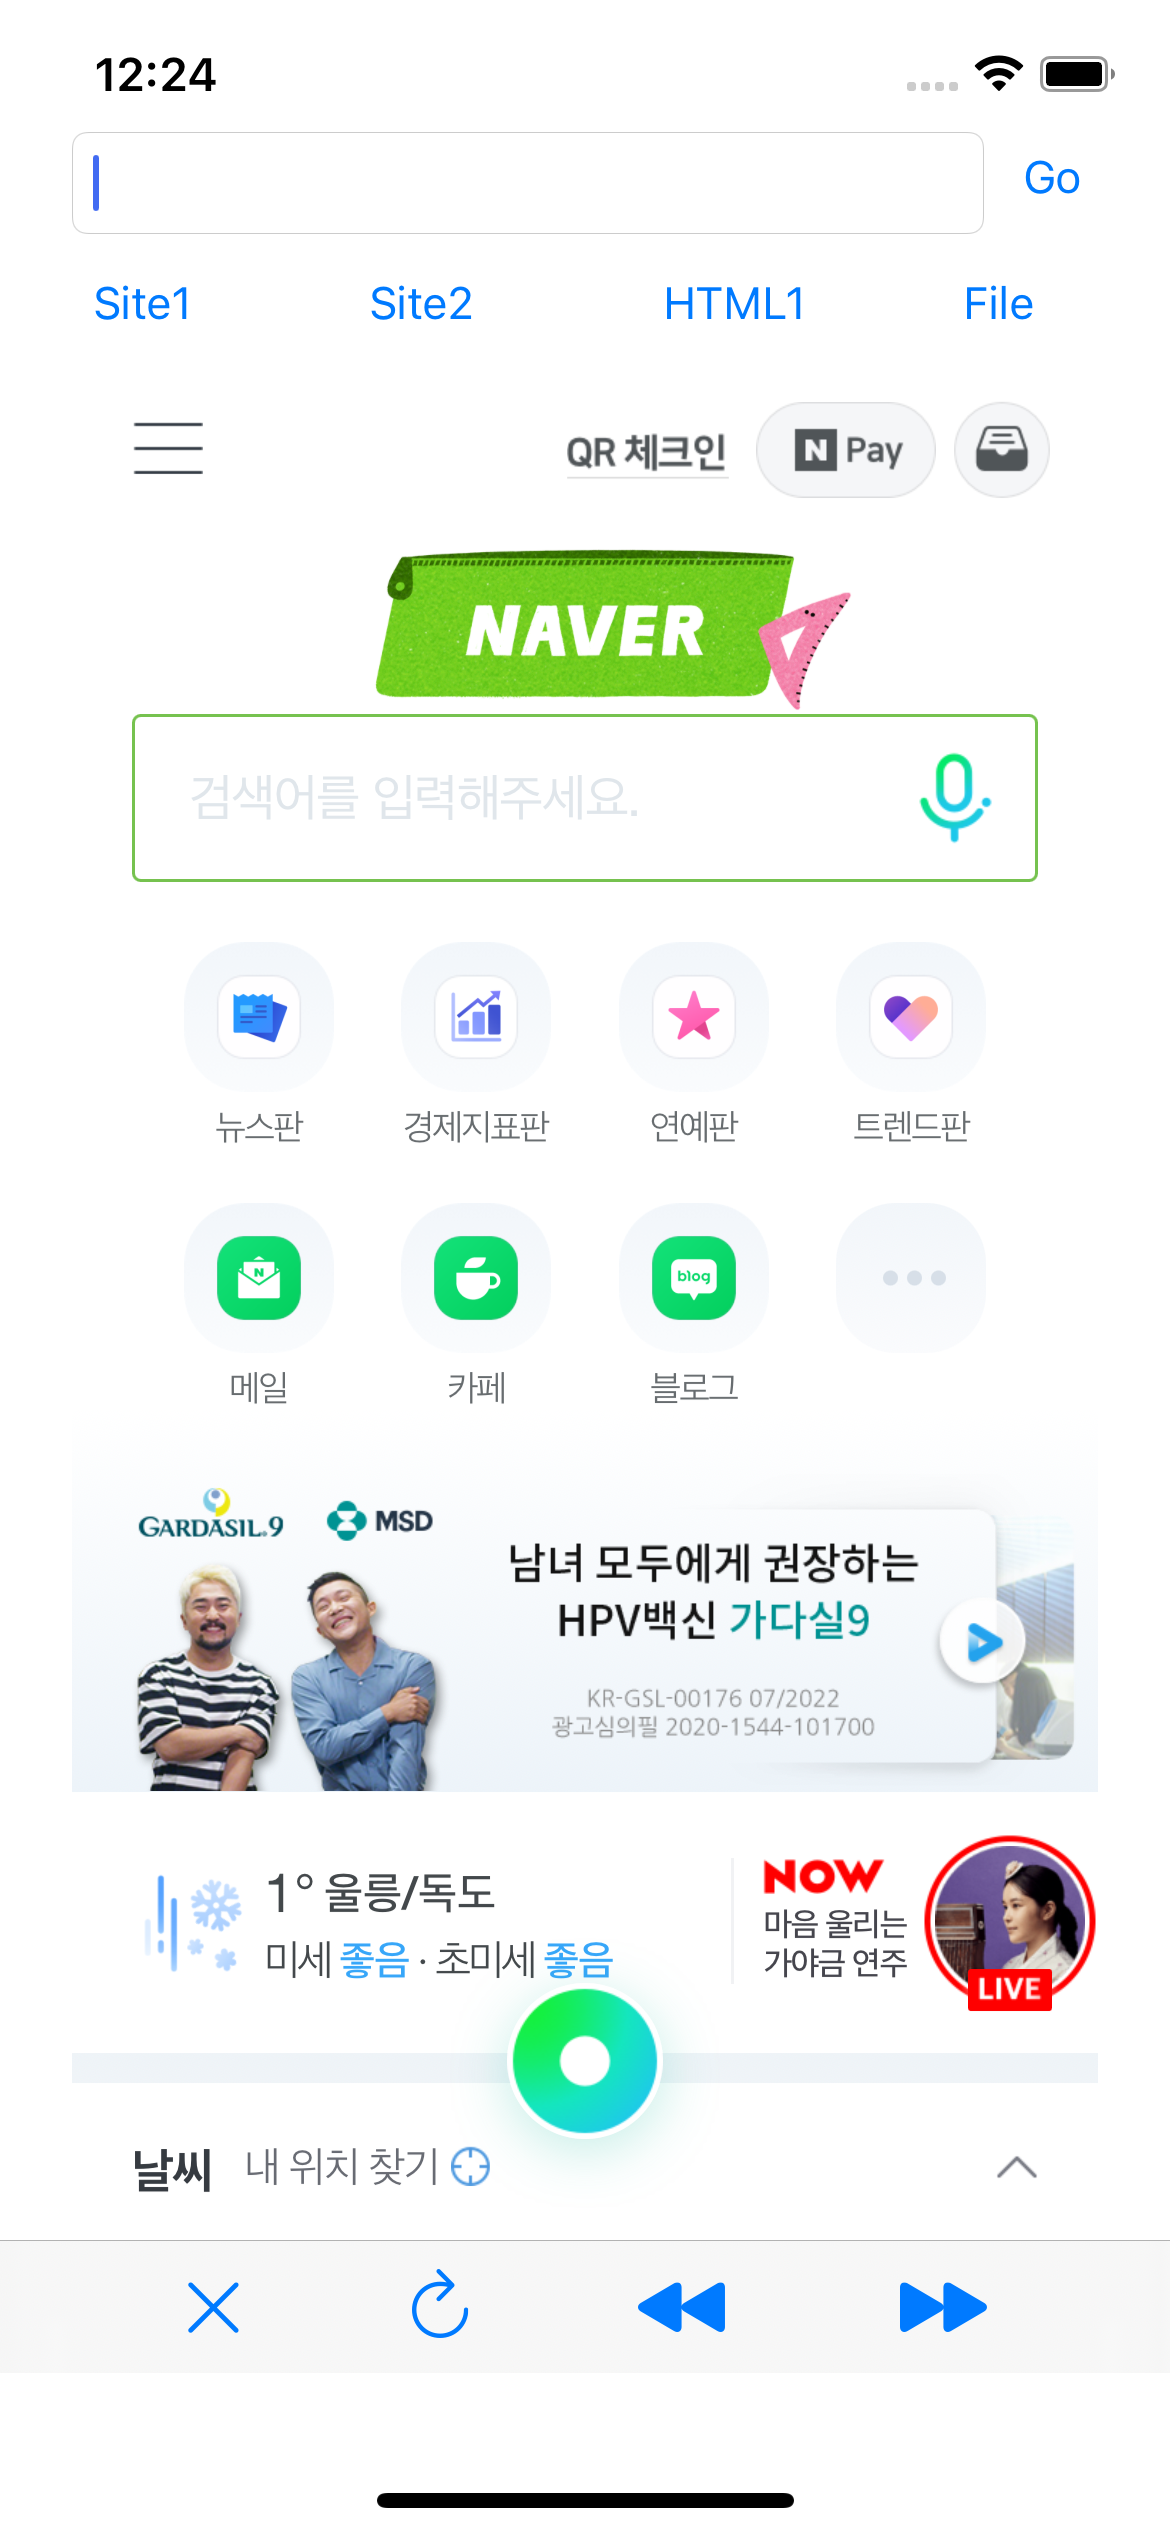 12:24
Go
Site1
Site2
HTML1
File
QR 체크인
N Pay
NAVER
검색어를 입력해주세요.
뉴스판
경제지표판
연예판
트렌드판
N
blog
메일
카페
블로그
GARDASIL®9
MSD
남녀 모두에게 권장하는
HPV백신 가다실9
KR-GSL-00176 07/2022
광고심의필 2020-1544-101700
1° 울릉/독도
미세 좋음 · 초미세 좋음
NOW
마음 울리는
가야금 연주
LIVE
날씨 내 위치 찾기